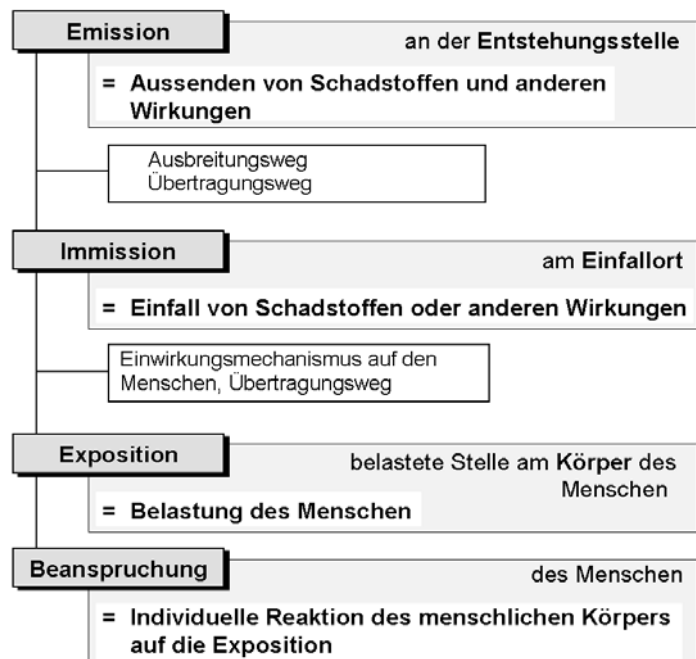 Emission
an der Entstehungsstelle
= Aussenden von Schadstoffen und anderen
Wirkungen
Ausbreitungsweg
Übertragungsweg
Immission
am Einfallort
= Einfall von Schadstoffen oder anderen Wirkungen
Einwirkungsmechanismus auf den
Menschen, Übertragungsweg
Exposition
belastete Stelle am Körper des
Menschen
= Belastung des Menschen
Beanspruchung
des Menschen
= Individuelle Reaktion des menschlichen Körpers
auf die Exposition